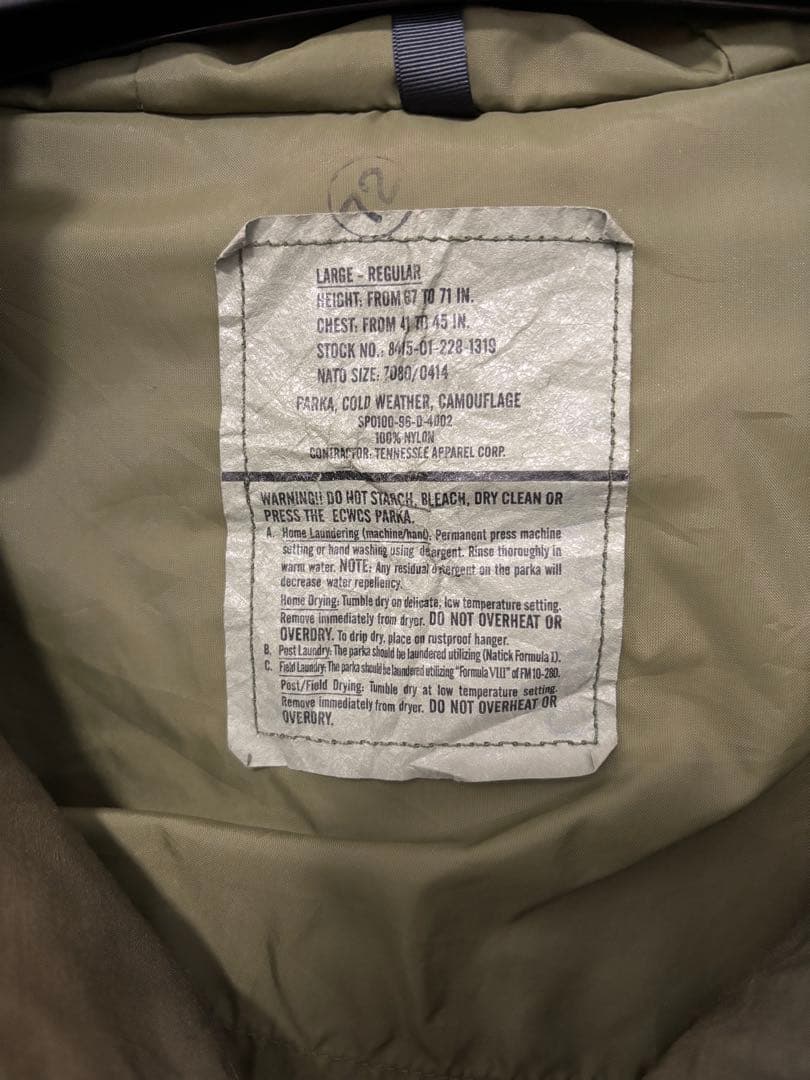 72
LARGE - REGULAR
HEIGHT: FROM 67 TO 71 IN.
CHEST: FROM 41 TO 45 IN.
STOCK NO.: 8415-01-228-1319
NATO SIZE: 7080/0414
PARKA, COLD WEATHER, CAMOUFLAGE
SPO100-96-D-4002
100% NYLON
CONTRACTOR: TENNESSEE APPAREL CORP.
WARNING!! DO NOT STARCH, BLEACH, DRY CLEAN OR
PRESS THE ECWCS PARKA.
A. Home Laundering (machine/hand). Permanent press machine
setting or hand washing using detergent. Rinse thoroughly in
warm water. NOTE: Any residual detergent on the parka will
decrease water repellency.
Home Drying: Tumble dry on delicate; low temperature setting.
Remove immediately from dryer. DO NOT OVERHEAT OR
OVERDRY. To drip dry, place on rustproof hanger.
B. Post Laundry: The parka should be laundered utilizing (Natick Formula I).
C. Field Laundry: The parka should be laundered utilizing "Formula VIII" of FM 10-280.
Post/Field Drying: Tumble dry at low temperature setting.
Remove immediately from dryer. DO NOT OVERHEAT OR
OVERDRY.